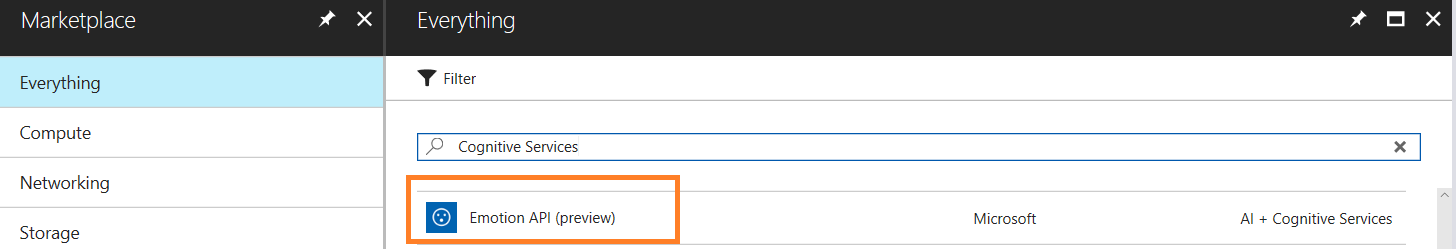 Marketplace
Everything
Compute
Networking
Storage
Everything
Filter
Cognitive Services
Emotion API (preview) Microsoft AI + Cognitive Services